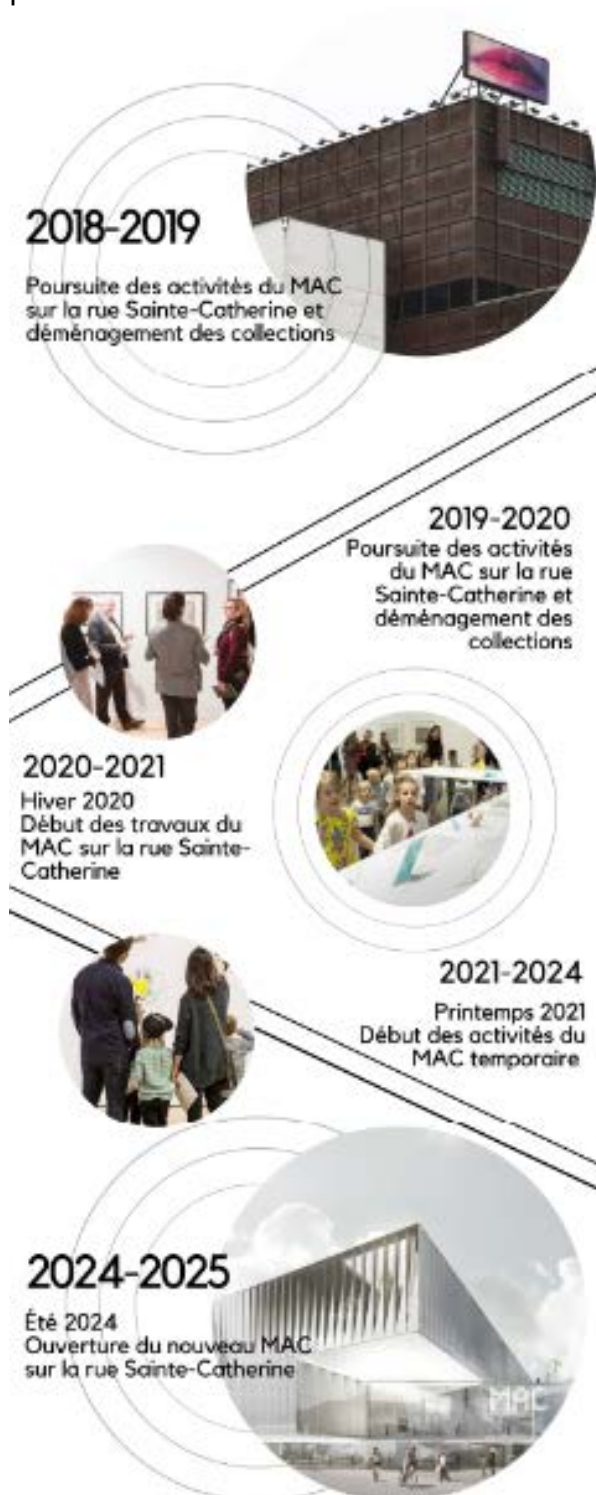 2018-2019
Poursuite des activités du MAC
sur la rue Sainte-Catherine et
déménagement des collections
2019-2020
Poursuite des activités
du MAC sur la rue
Sainte-Catherine et
déménagement des
collections
2020-2021
Hiver 2020
Début des travaux du
MAC sur la rue Sainte-
Catherine
2021-2024
Printemps 2021
Début des activités du
MAC temporaire
2024-2025
Été 2024
Ouverture du nouveau MAC
sur la rue Sainte-Catherine
MAC